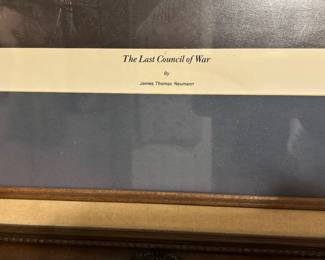 The Last Council of War
By
James Thomas Neumann